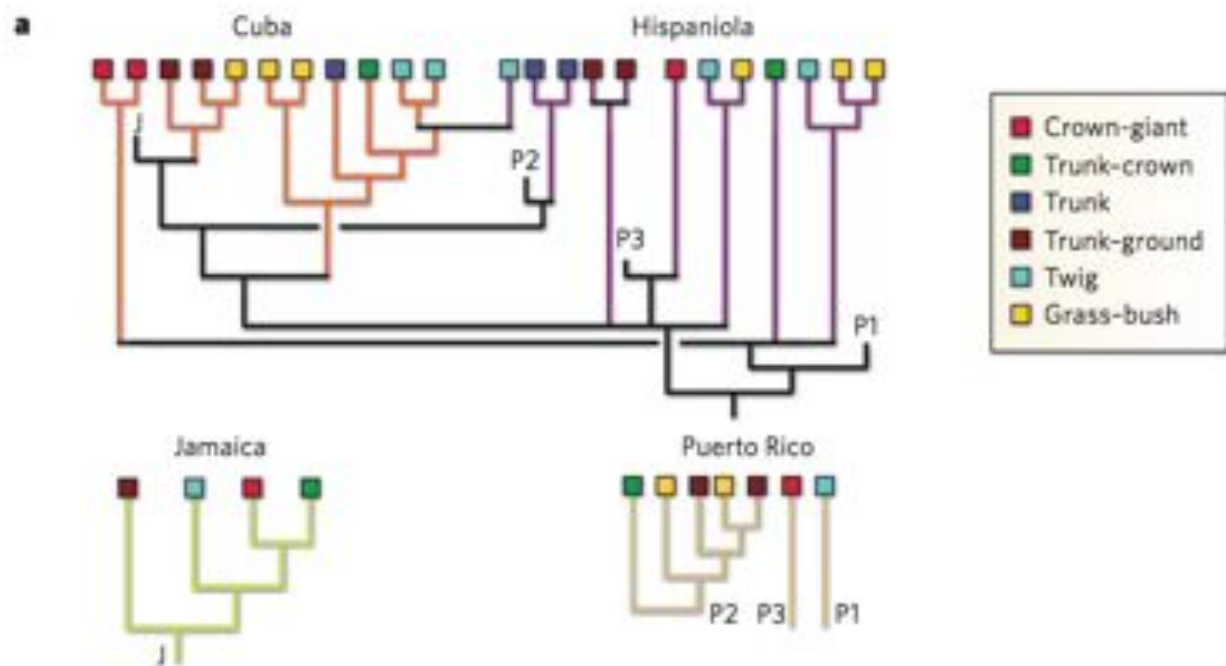 a
Cuba
Hispaniola
J
P2
P3
P1
Crown-giant
Trunk-crown
Trunk
Trunk-ground
Twig
Grass-bush
Jamaica
Puerto Rico
P2 P3 P1
J